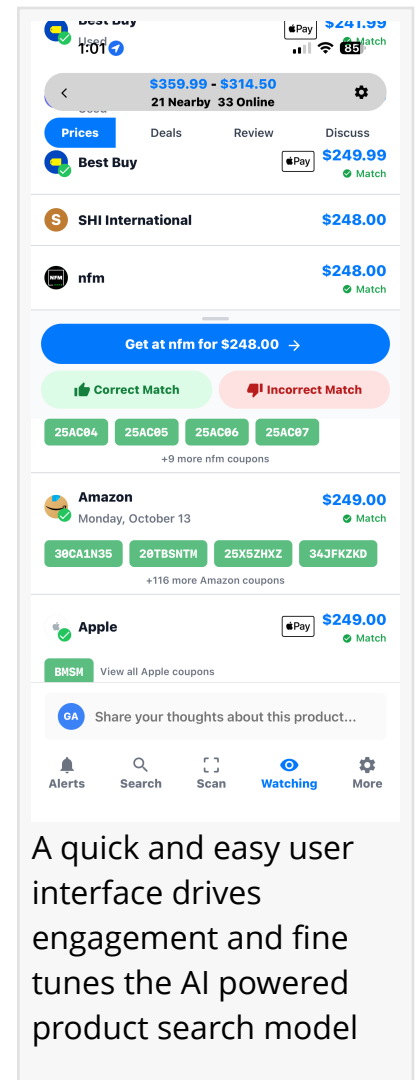 Best Buy
Pay $241.99
Used
Match
1:01
85
$359.99 - $314.50
21 Nearby 33 Online
Prices Deals Review Discuss
Best Buy Pay $249.99
Match
S SHI International $248.00
nfm nfm $248.00
Match
Get at nfm for $248.00 →
Correct Match Incorrect Match
25AC04 25AC05 25AC06 25AC07
+9 more nfm coupons
Amazon $249.00
Monday, October 13 Match
30CA1N35 20TBSNTM 25X5ZHXZ 34JFKZKD
+116 more Amazon coupons
Apple Pay $249.00
Match
BMSM View all Apple coupons
GA Share your thoughts about this product...
Alerts Search Scan Watching More
A quick and easy user
interface drives
engagement and fine
tunes the AI powered
product search model